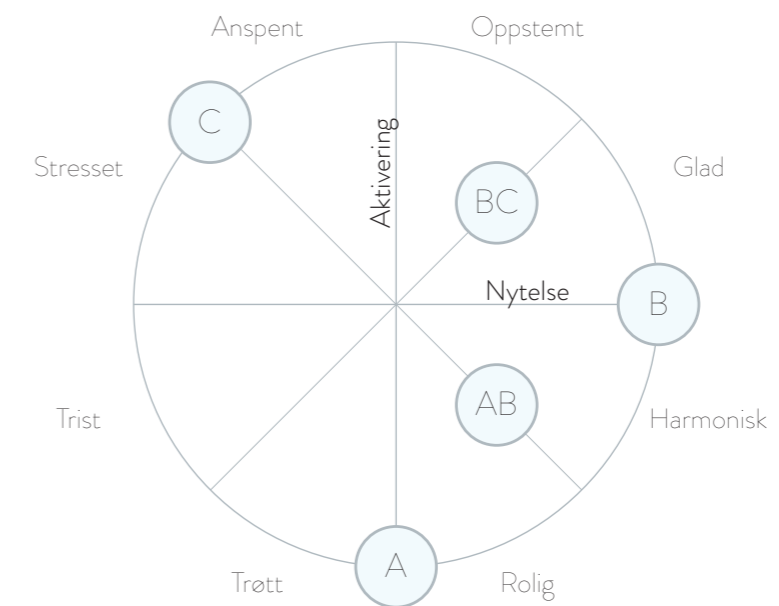 Anspent
Oppstemt
C
Aktivering
Stresset
Glad
BC
Nytelse
B
AB
Trist
Harmonisk
A
Trøtt
Rolig